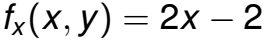 fₓ(x, y) = 2x − 2